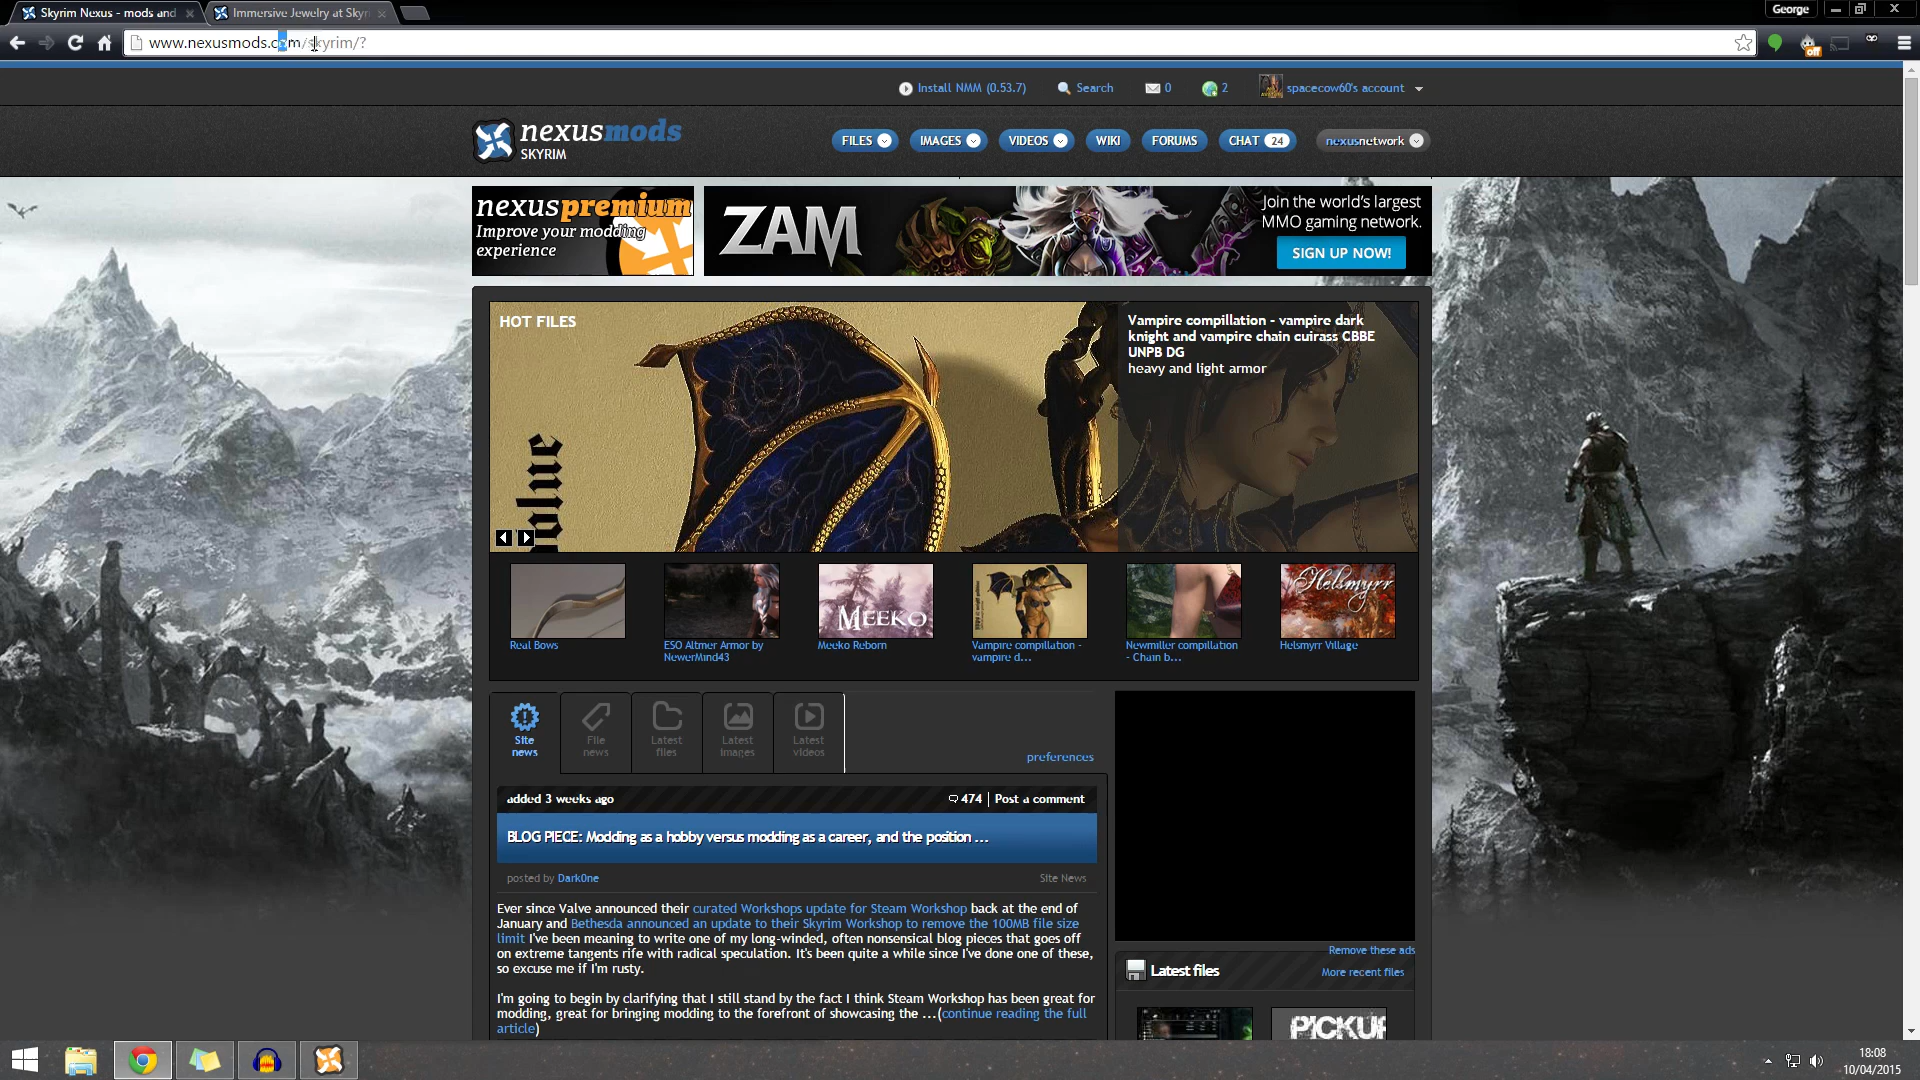 Skyrim Nexus - mods and
Immersive Jewelry at Skyr
George
www.nexusmods.com/skyrim/?
off
Install NMM (0.53.7)
Search
0
2
spacecow60's account
nexusmods
SKYRIM
FILES
IMAGES
VIDEOS
WIKI
FORUMS
CHAT 24
nexusnetwork
nexuspremium
Improve your modding
experience
ZAM
Join the world's largest
MMO gaming network.
SIGN UP NOW!
HOT FILES
Vampire compillation - vampire dark
knight and vampire chain cuirass CBBE
UNPB DG
heavy and light armor
Real Bows
ESO Altmer Armor by
NewerMind43
MEEKO
Meeko Reborn
Vampire compillation -
vampire d...
Newmiller compillation
- Chain b...
Helsmyrr
Helsmyrr Village
Site
news
File
news
Latest
files
Latest
images
Latest
videos
preferences
added 3 weeks ago
474 | Post a comment
BLOG PIECE: Modding as a hobby versus modding as a career, and the position ...
posted by Dark0ne
Site News
Ever since Valve announced their curated Workshops update for Steam Workshop back at the end of
January and Bethesda announced an update to their Skyrim Workshop to remove the 100MB file size
limit I've been meaning to write one of my long-winded, often nonsensical blog pieces that goes off
on extreme tangents rife with radical speculation. It's been quite a while since I've done one of these,
so excuse me if I'm rusty.
I'm going to begin by clarifying that I still stand by the fact I think Steam Workshop has been great for
modding, great for bringing modding to the forefront of showcasing the ...(continue reading the full
article)
Remove these ads
Latest files
More recent files
18:08
10/04/2015